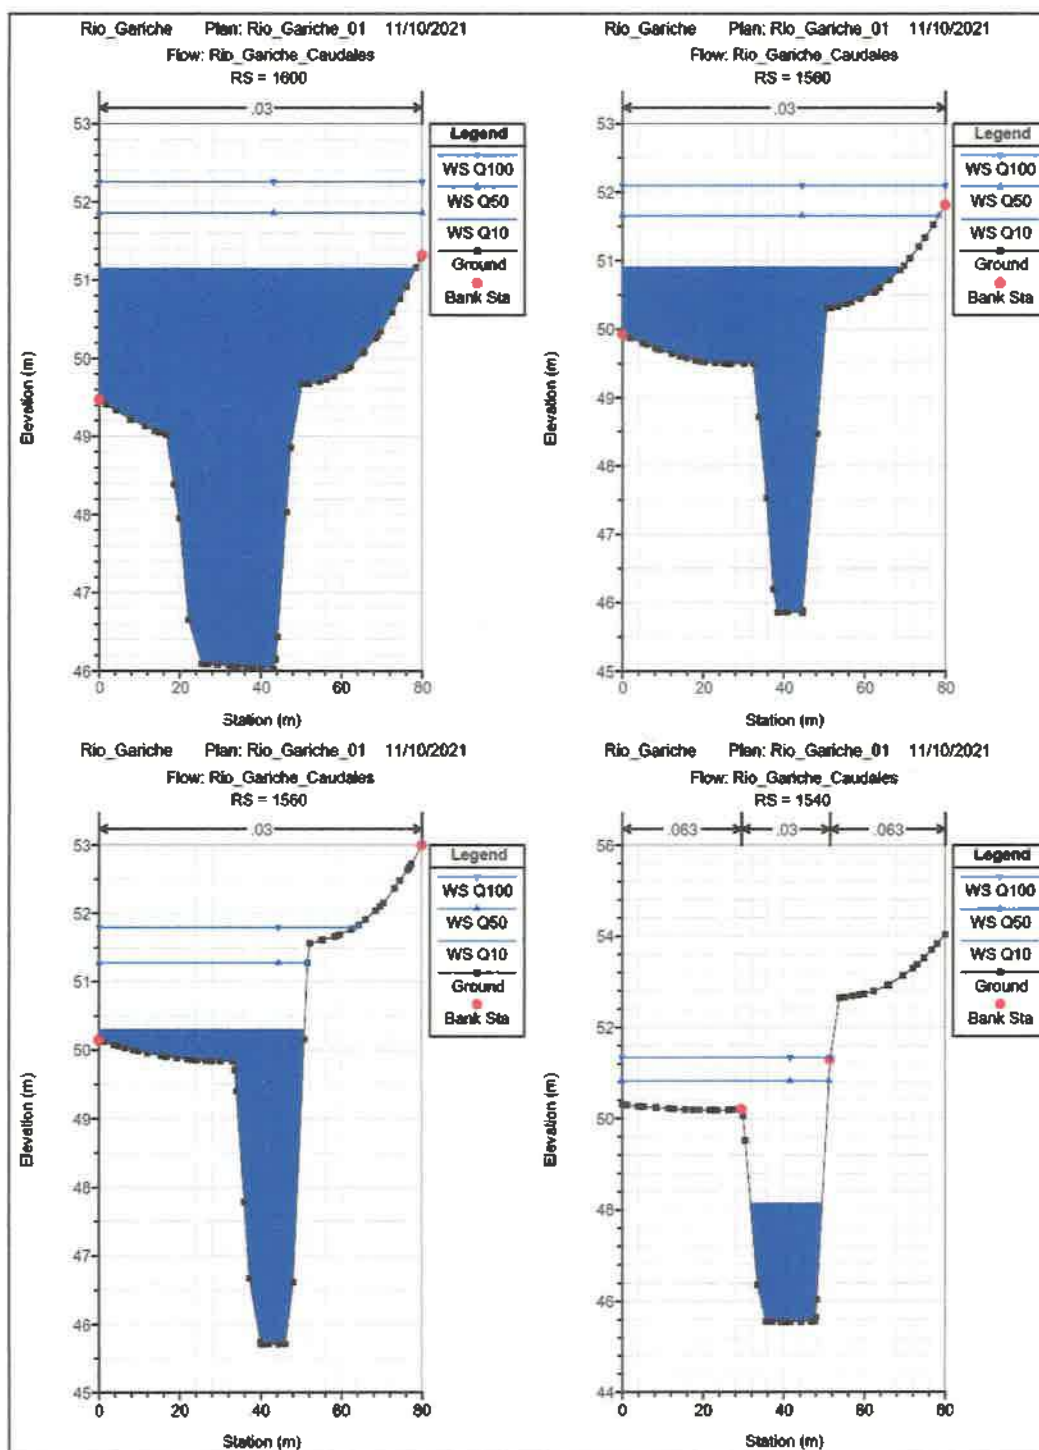 Rio_Gariche Plan: Rio_Gariche_01 11/10/2021
Flow: Rio_Gariche_Caudales
RS = 1600
.03
Legend
WS Q100
WS Q50
WS Q10
Ground
Bank Sta
53
52
51
50
49
48
47
46
Elevation (m)
0 20 40 60 80
Station (m)
Rio_Gariche Plan: Rio_Gariche_01 11/10/2021
Flow: Rio_Gariche_Caudales
RS = 1580
.03
Legend
WS Q100
WS Q50
WS Q10
Ground
Bank Sta
53
52
51
50
49
48
47
46
45
Elevation (m)
0 20 40 60 80
Station (m)
Rio_Gariche Plan: Rio_Gariche_01 11/10/2021
Flow: Rio_Gariche_Caudales
RS = 1560
.03
Legend
WS Q100
WS Q50
WS Q10
Ground
Bank Sta
53
52
51
50
49
48
47
46
45
Elevation (m)
0 20 40 60 80
Station (m)
Rio_Gariche Plan: Rio_Gariche_01 11/10/2021
Flow: Rio_Gariche_Caudales
RS = 1540
.063 .03 .063
Legend
WS Q100
WS Q50
WS Q10
Ground
Bank Sta
56
54
52
50
48
46
44
Elevation (m)
0 20 40 60 80
Station (m)